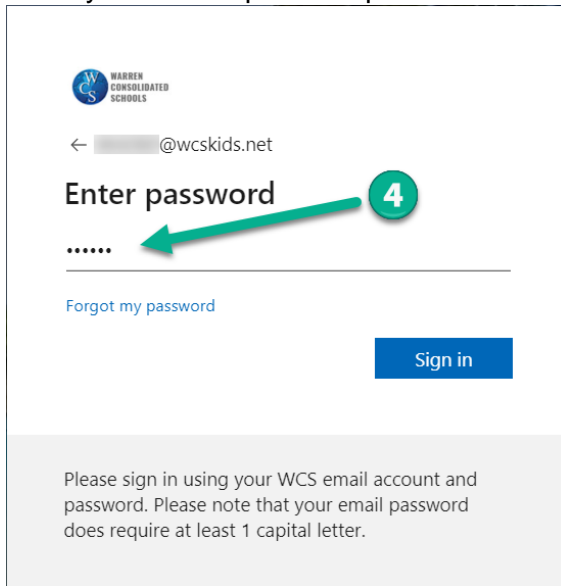 WARREN
CONSOLIDATED
SCHOOLS
WCS
← @wcskids.net
Enter password
4
••••••
Forgot my password
Sign in
Please sign in using your WCS email account and
password. Please note that your email password
does require at least 1 capital letter.